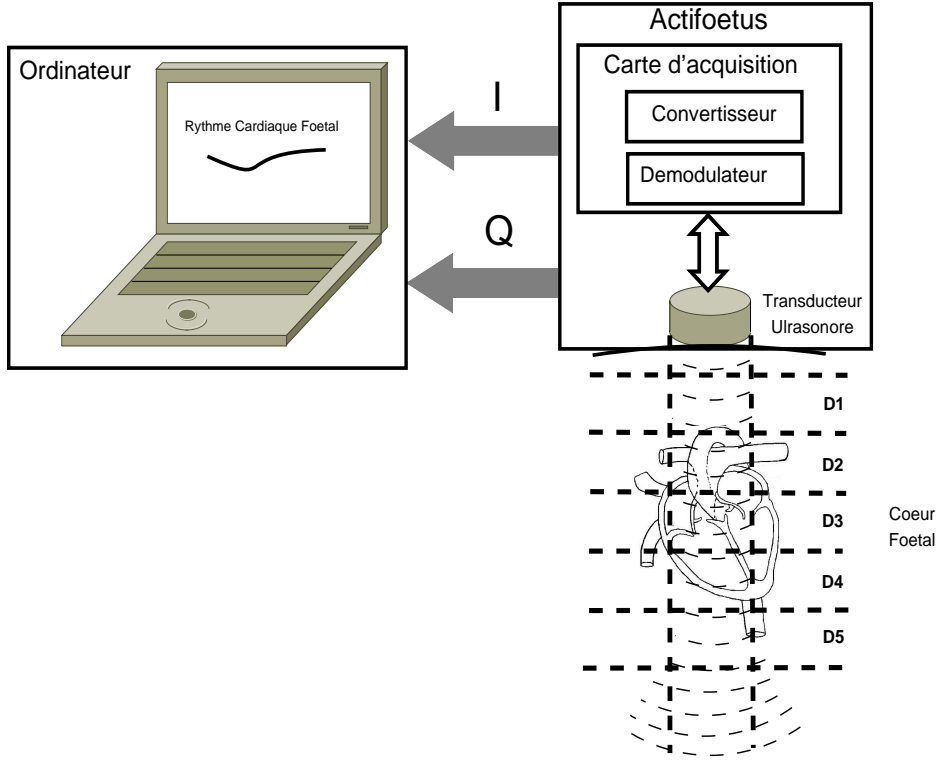 Ordinateur
Rythme Cardiaque Foetal
I
Q
Actifoetus
Carte d'acquisition
Convertisseur
Demodulateur
Transducteur
Ulrasonore
D1
D2
D3
D4
D5
Coeur
Foetal